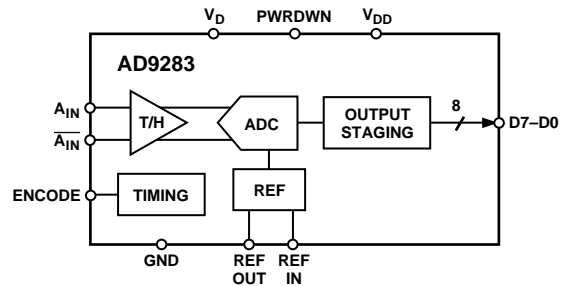 V_D PWRDWN V_DD
AD9283
A_IN
T/H
ADC
OUTPUT
STAGING
8
D7–D0
A̅_̅I̅N̅
ENCODE
TIMING
REF
GND
REF
OUT
REF
IN